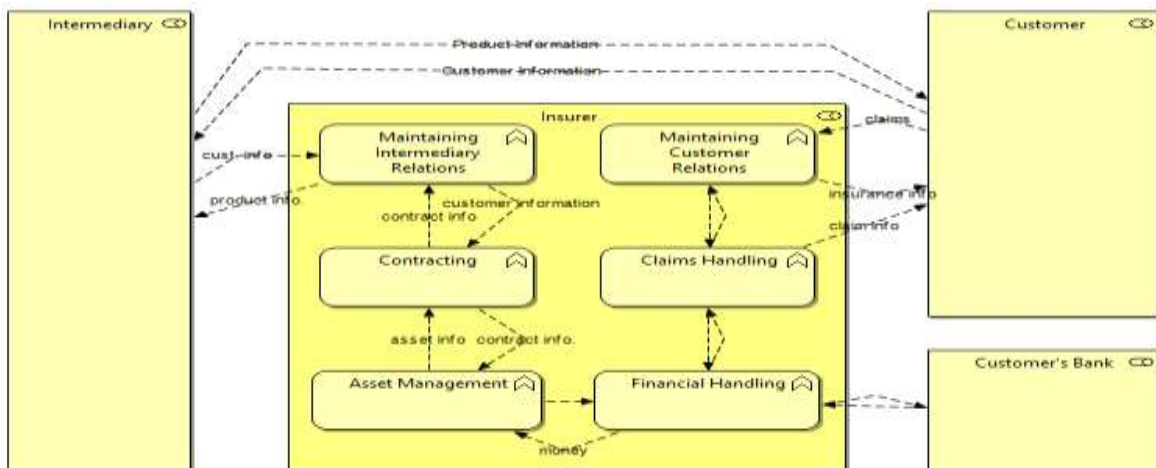 Intermediary
Customer
Product information
Customer information
Insurer
Maintaining
Intermediary
Relations
Maintaining
Customer
Relations
claims
cust. info
product info.
contract info
customer information
insurance info
claim info
Contracting
Claims Handling
asset info
contract info.
Asset Management
Financial Handling
Customer's Bank
money